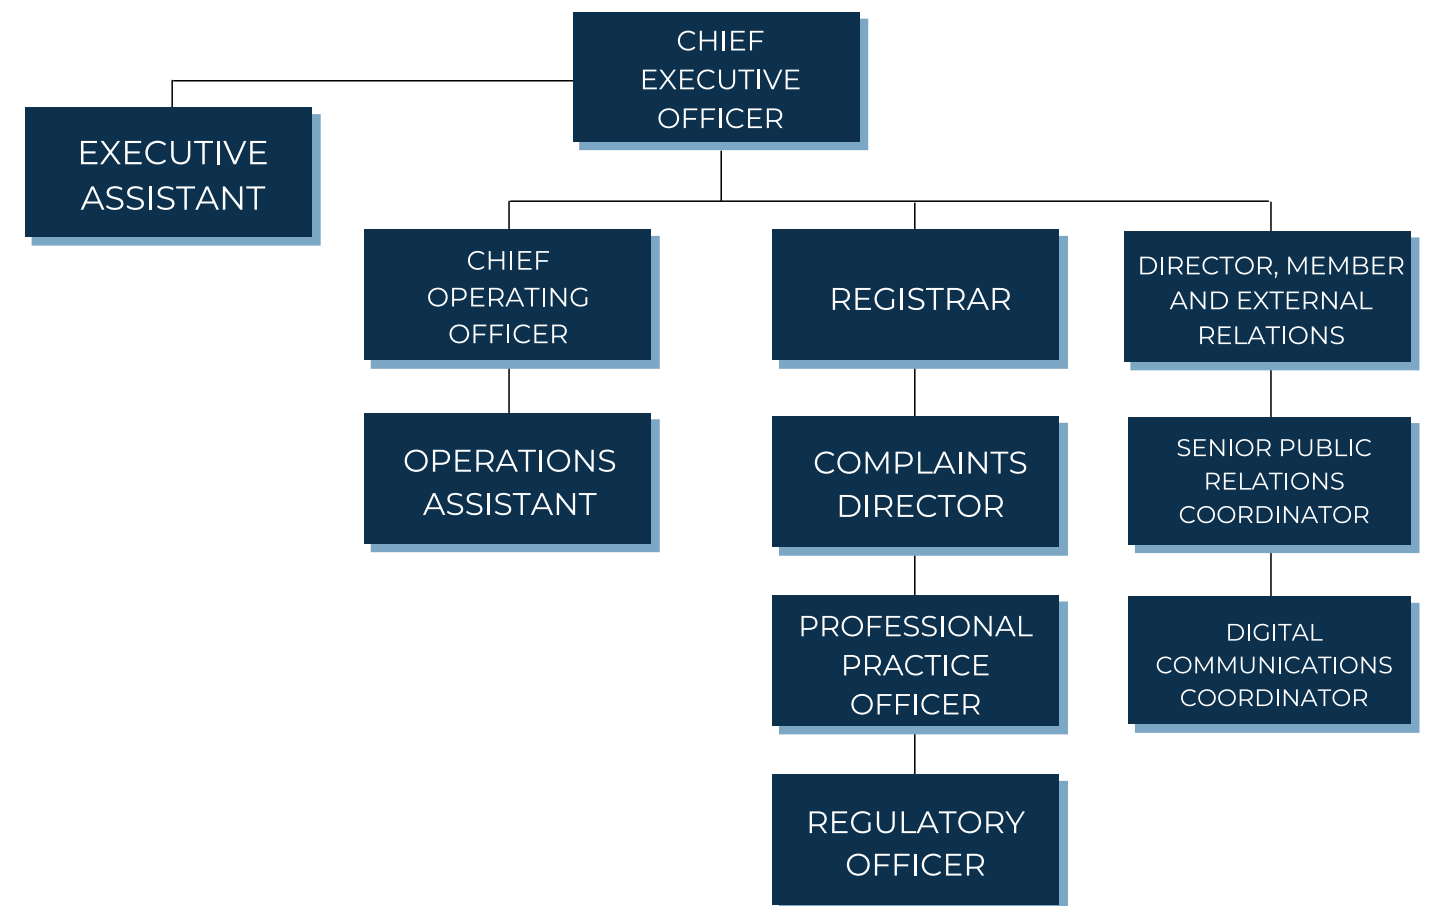 CHIEF
EXECUTIVE
OFFICER
EXECUTIVE
ASSISTANT
CHIEF
OPERATING
OFFICER
REGISTRAR
DIRECTOR, MEMBER
AND EXTERNAL
RELATIONS
OPERATIONS
ASSISTANT
COMPLAINTS
DIRECTOR
SENIOR PUBLIC
RELATIONS
COORDINATOR
PROFESSIONAL
PRACTICE
OFFICER
DIGITAL
COMMUNICATIONS
COORDINATOR
REGULATORY
OFFICER